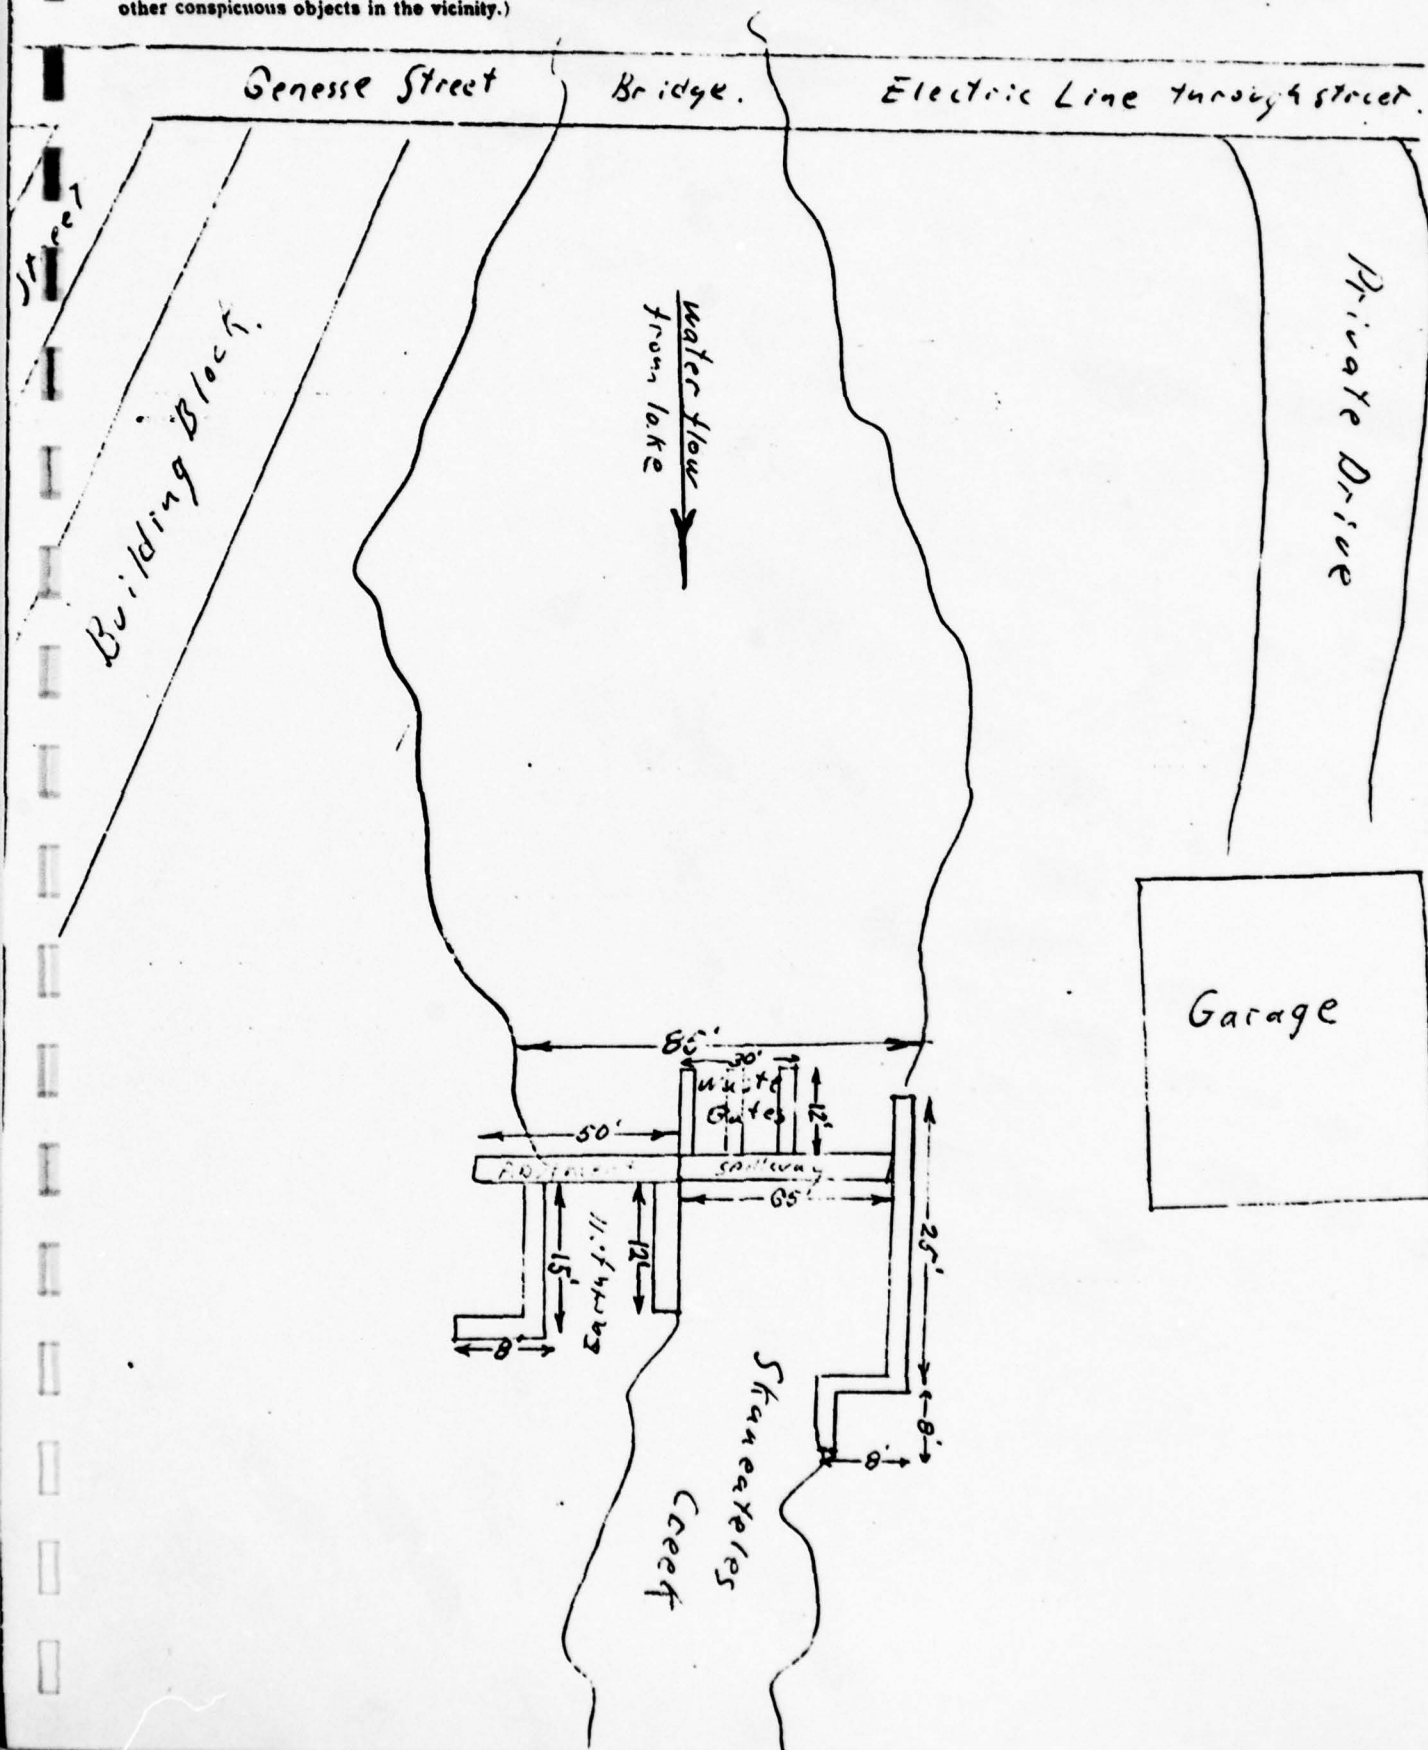 other conspicuous objects in the vicinity.)
Genesse Street
Bridge.
Electric Line through street.
Street
Building Block.
water flow
from lake
Private Drive
Garage
30'
Waste
Gates
12'
50'
Spillway
65'
25'
15'
12'
8'
8'
8'
Skaneateles
Creek